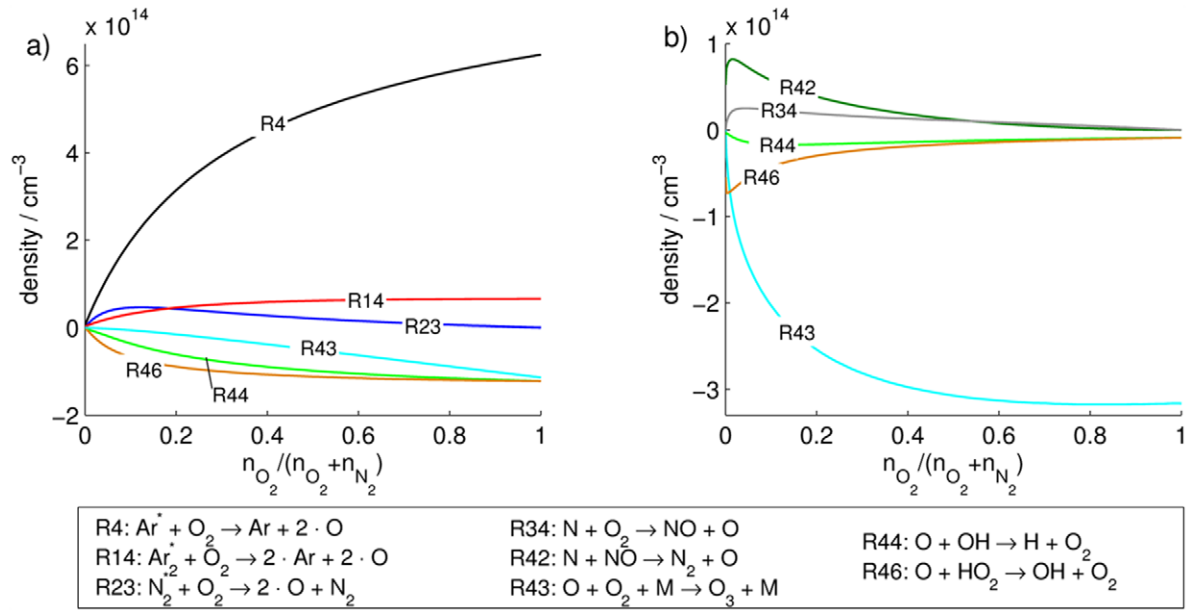 a)
x 10^14
density / cm^-3
6
4
2
0
−2
R4
R14
R23
R43
R46
R44
0 0.2 0.4 0.6 0.8 1
n_O2/(n_O2+n_N2)
b)
x 10^14
density / cm^-3
1
0
−1
−2
−3
R42
R34
R44
R46
R43
0 0.2 0.4 0.6 0.8 1
n_O2/(n_O2+n_N2)
R4: Ar* + O2 → Ar + 2 · O
R14: Ar2* + O2 → 2 · Ar + 2 · O
R23: N2* + O2 → 2 · O + N2
R34: N + O2 → NO + O
R42: N + NO → N2 + O
R43: O + O2 + M → O3 + M
R44: O + OH → H + O2
R46: O + HO2 → OH + O2